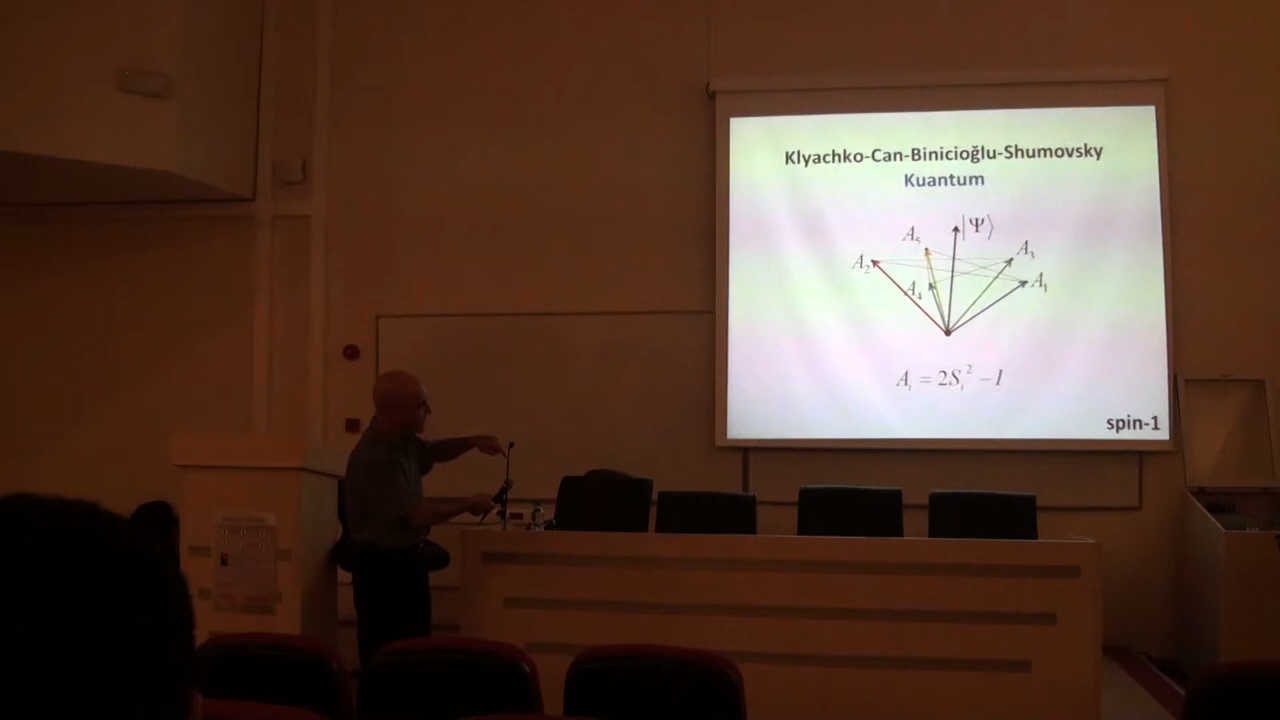 Klyachko-Can-Binicioğlu-Shumovsky
Kuantum
|Ψ⟩
A₅
A₃
A₂
A₄
A₁
Aᵢ = 2Sᵢ² − I
spin-1